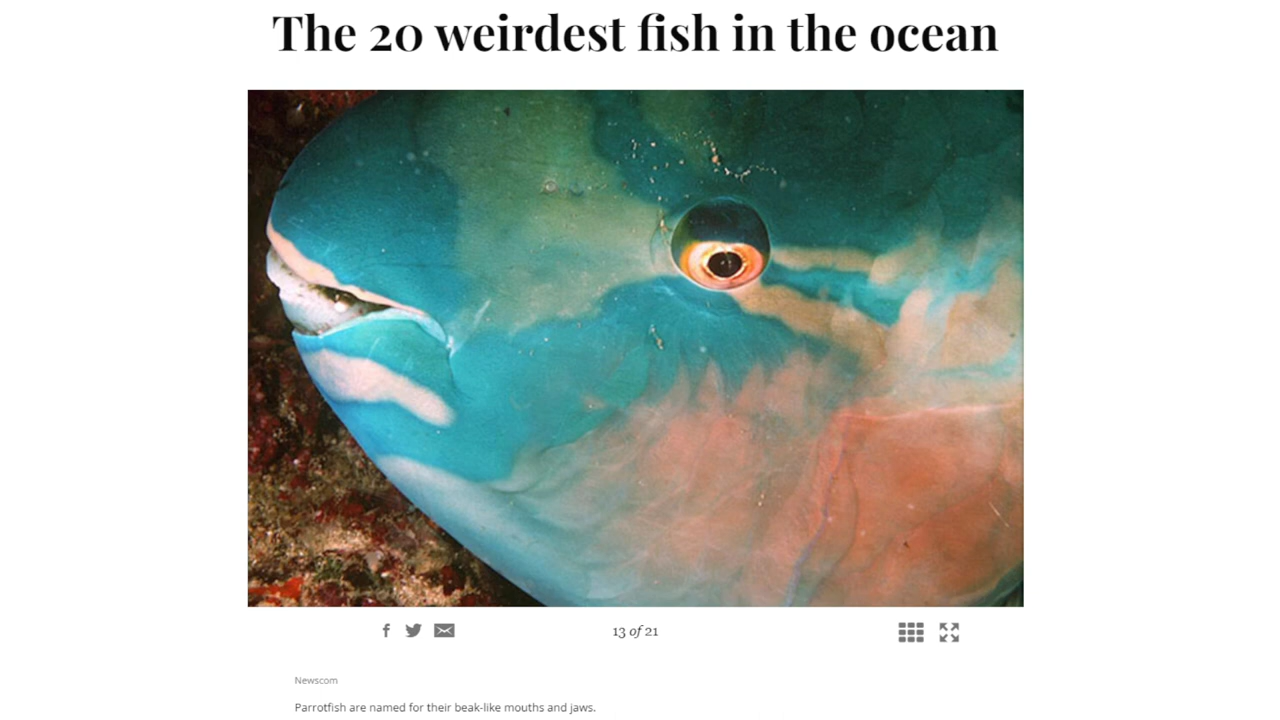 The 20 weirdest fish in the ocean
13 of 21
Newscom
Parrotfish are named for their beak-like mouths and jaws.